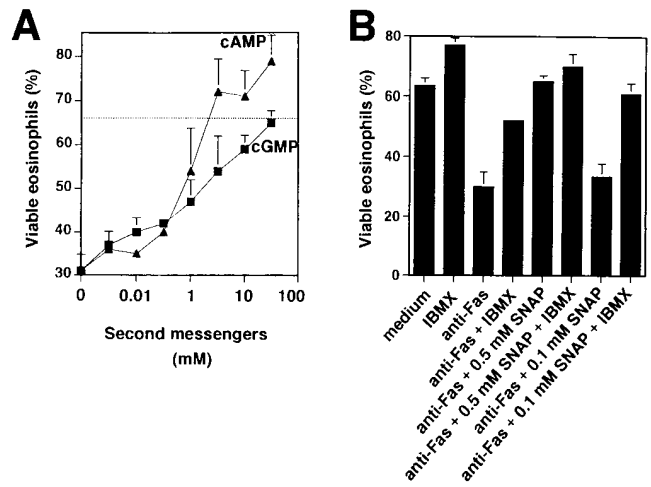 A
Viable eosinophils (%)
80
70
60
50
40
30
cAMP
cGMP
0
0.01
1
10
100
Second messengers
(mM)
B
Viable eosinophils (%)
80
60
40
20
0
medium
IBMX
anti-Fas
anti-Fas + IBMX
anti-Fas + 0.5 mM SNAP
anti-Fas + 0.5 mM SNAP + IBMX
anti-Fas + 0.1 mM SNAP
anti-Fas + 0.1 mM SNAP + IBMX